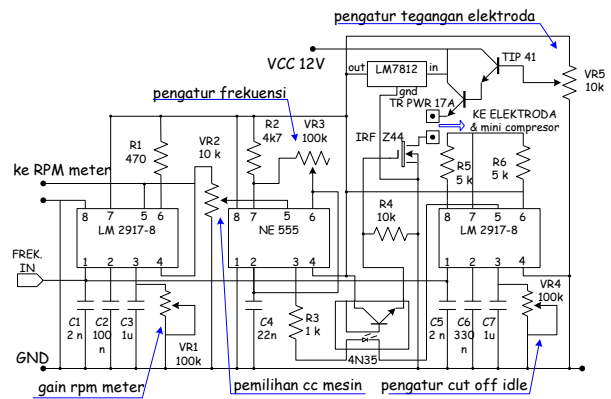 pengatur tegangan elektroda
TIP 41
VCC 12V
out
LM7812
in
gnd
VR5
10k
TR PWR 17A
pengatur frekuensi
KE ELEKTRODA
& mini compresor
R2
4k7
VR3
100k
IRF Z44
R1
470
VR2
10 k
R5
5 k
R6
5 k
ke RPM meter
R4
10k
8 7 5 6
LM 2917-8
1 2 3 4
8 7 5 6
NE 555
1 2 3 4
8 7 5 6
LM 2917-8
1 2 3 4
FREK.
IN
C1
2 n
C2
100
n
C3
1u
VR1
100k
C4
22n
R3
1 k
4N35
C5
2 n
C6
330
n
C7
1u
VR4
100k
GND
gain rpm meter
pemilihan cc mesin
pengatur cut off idle